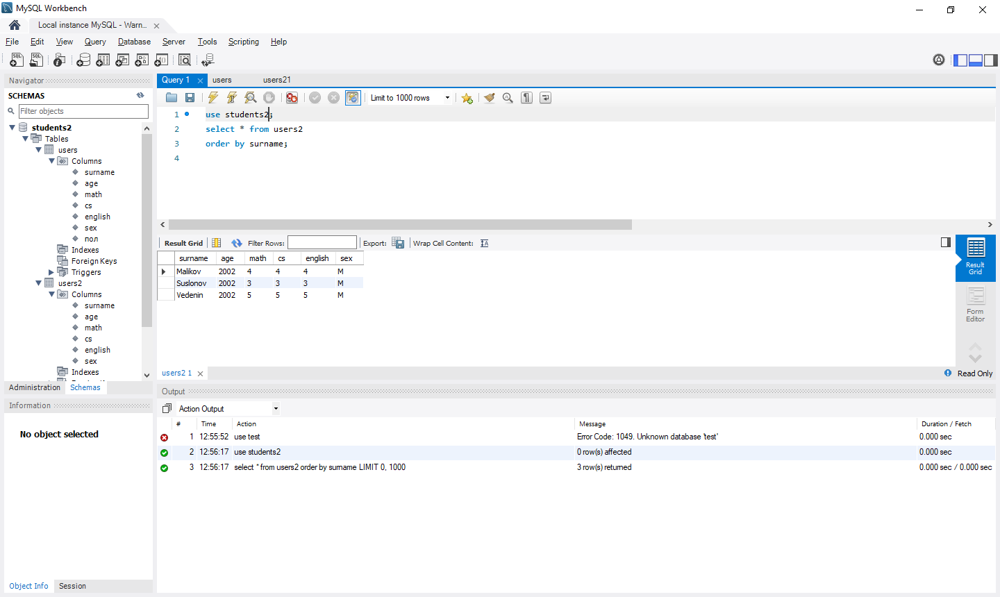 MySQL Workbench
Local instance MySQL - Warn...
File Edit View Query Database Server Tools Scripting Help
Navigator
SCHEMAS
Filter objects
students2
Tables
users
Columns
surname
age
math
cs
english
sex
пол
Indexes
Foreign Keys
Triggers
users2
Columns
surname
age
math
cs
english
sex
Indexes
Administration Schemas
Information
No object selected
Object Info Session
Query 1 users users21
Limit to 1000 rows
1 use students2;
2 select * from users2
3 order by surname;
4
Result Grid Filter Rows: Export: Wrap Cell Content:
surname age math cs english sex
Malikov 2002 4 4 4 M
Suslonov 2002 3 3 3 M
Vedenin 2002 5 5 5 M
Result
Grid
Form
Editor
users2 1
Read Only
Output
Action Output
# Time Action Message Duration / Fetch
1 12:55:52 use test Error Code: 1049. Unknown database 'test' 0.000 sec
2 12:56:17 use students2 0 row(s) affected 0.000 sec
3 12:56:17 select * from users2 order by surname LIMIT 0, 1000 3 row(s) returned 0.000 sec / 0.000 sec